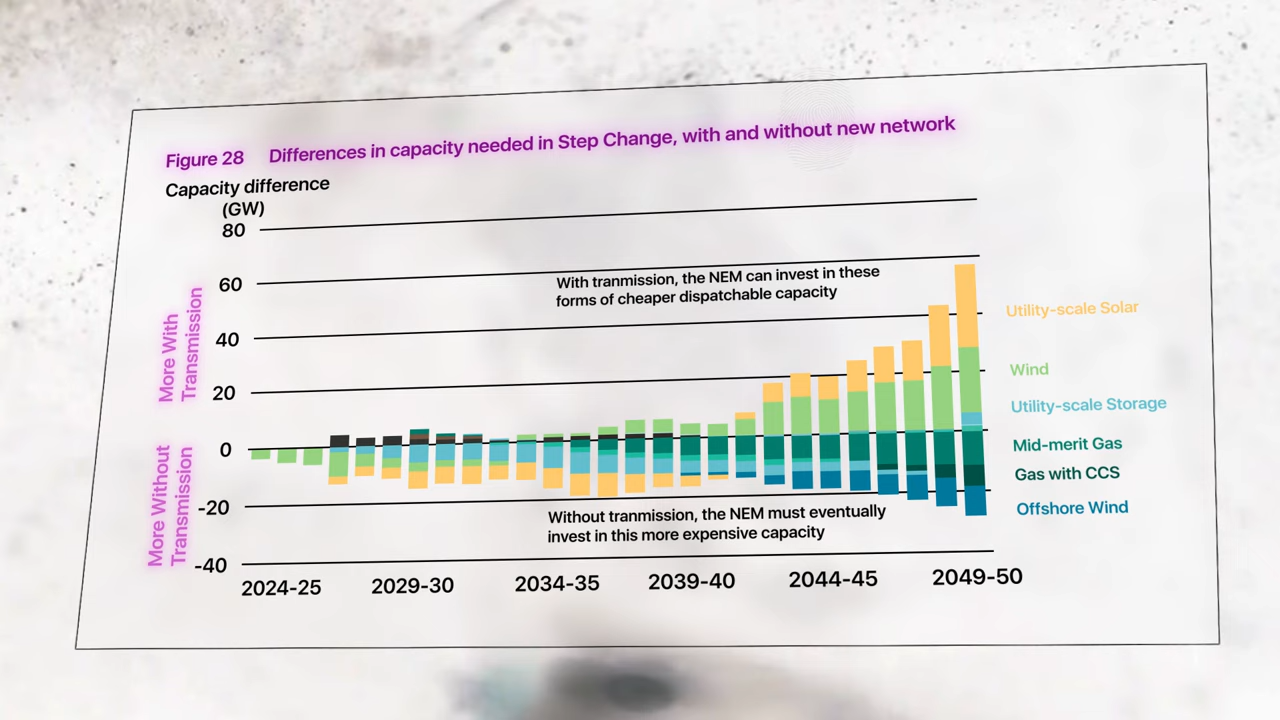 Figure 28 Differences in capacity needed in Step Change, with and without new network
Capacity difference
(GW)
80
60
40
20
0
-20
-40
More With
Transmission
More Without
Transmission
With tranmission, the NEM can invest in these
forms of cheaper dispatchable capacity
Without tranmission, the NEM must eventually
invest in this more expensive capacity
Utility-scale Solar
Wind
Utility-scale Storage
Mid-merit Gas
Gas with CCS
Offshore Wind
2024-25 2029-30 2034-35 2039-40 2044-45 2049-50